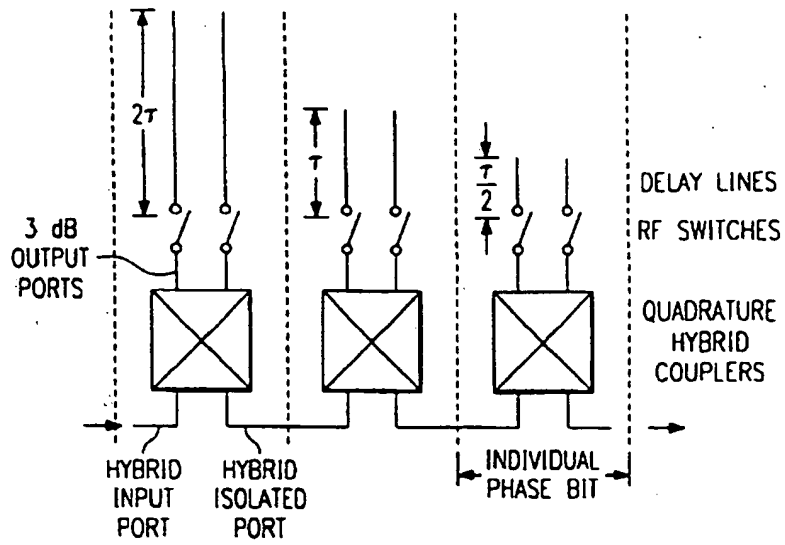 2τ
τ
τ
2
DELAY LINES
RF SWITCHES
3 dB
OUTPUT
PORTS
QUADRATURE
HYBRID
COUPLERS
HYBRID
INPUT
PORT
HYBRID
ISOLATED
PORT
INDIVIDUAL
PHASE BIT